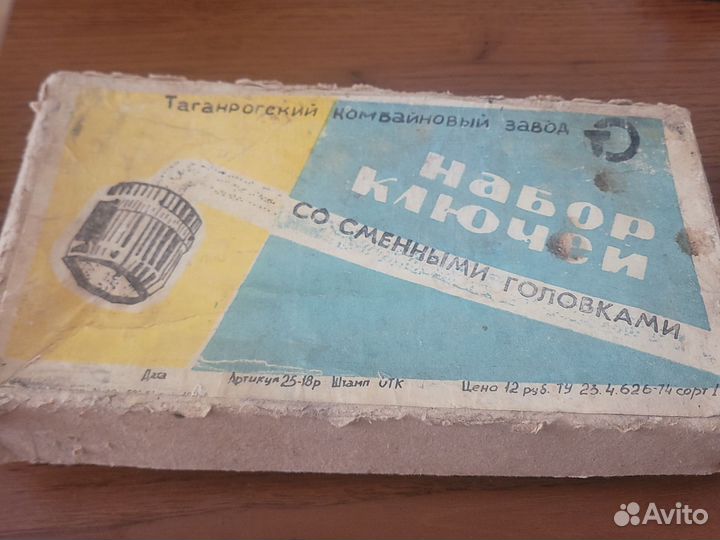 Таганрогский комбайновый завод
набор
ключей
со сменными головками
Дата Артикул 25-18р Штамп ОТК Цена 12 руб. ТУ 23.4.626-74 сорт I
Avito